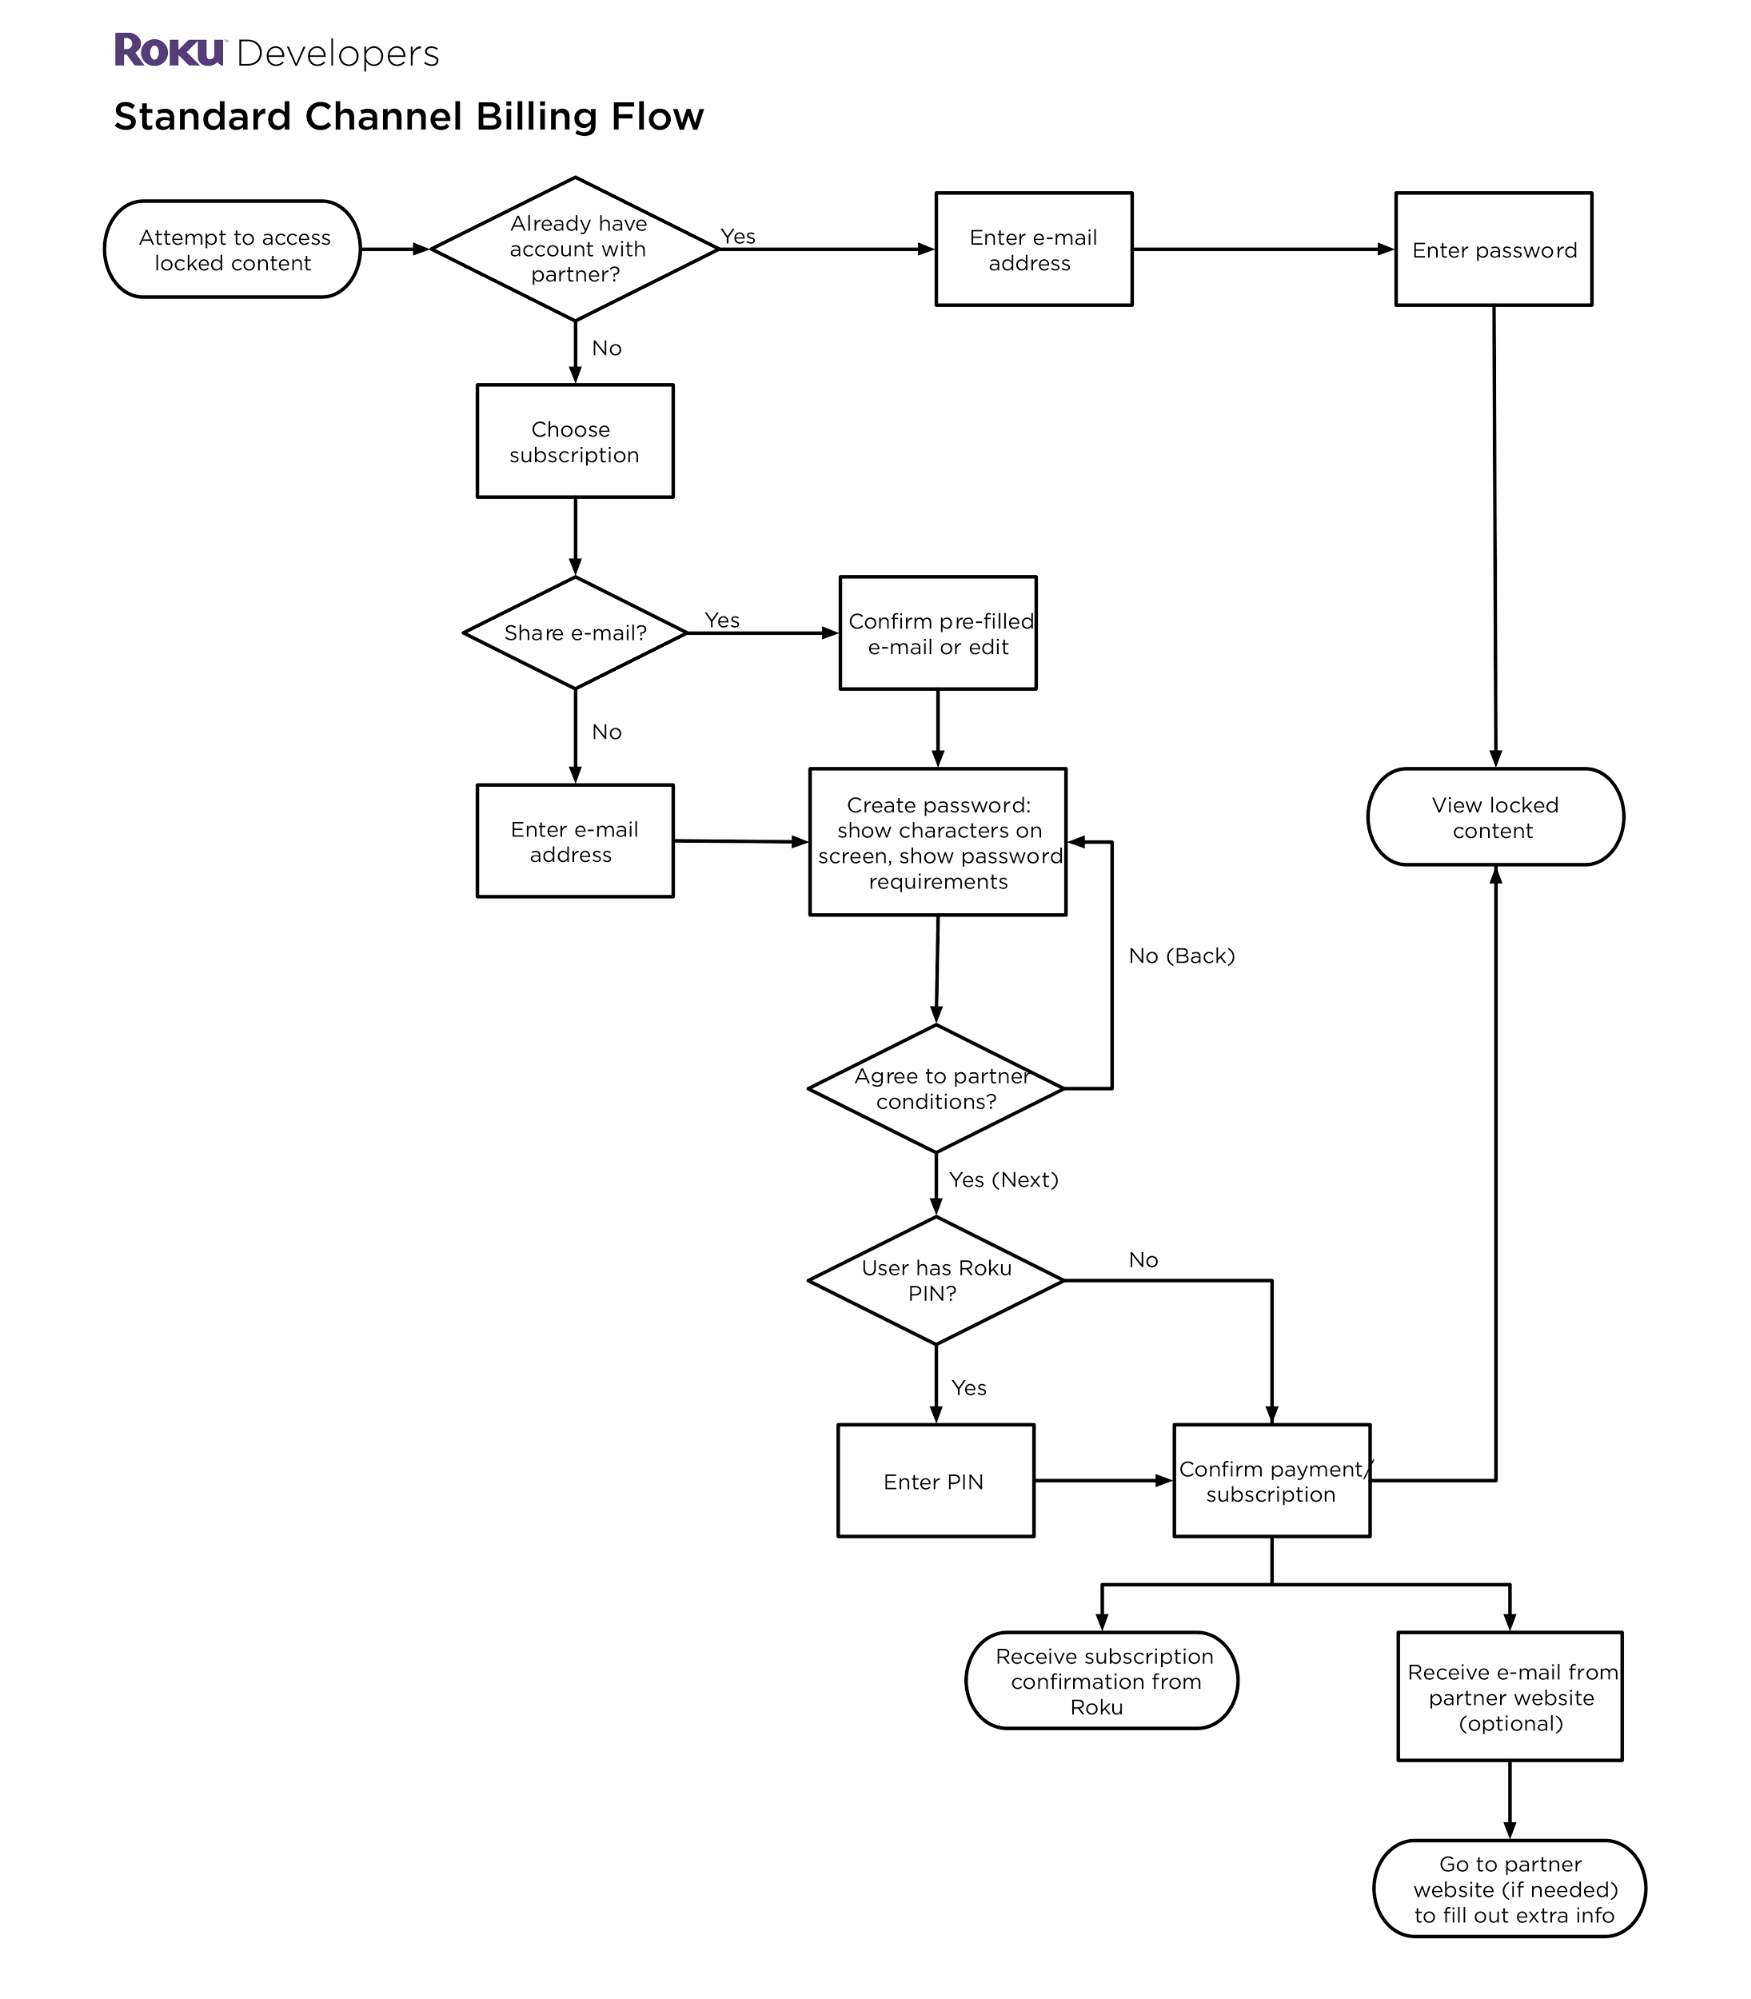 Roku™ Developers
Standard Channel Billing Flow
Attempt to access
locked content
Already have
account with
partner?
Yes
Enter e-mail
address
Enter password
No
Choose
subscription
Share e-mail?
Yes
Confirm pre-filled
e-mail or edit
No
Enter e-mail
address
Create password:
show characters on
screen, show password
requirements
View locked
content
No (Back)
Agree to partner
conditions?
Yes (Next)
User has Roku
PIN?
No
Yes
Enter PIN
Confirm payment/
subscription
Receive subscription
confirmation from
Roku
Receive e-mail from
partner website
(optional)
Go to partner
website (if needed)
to fill out extra info